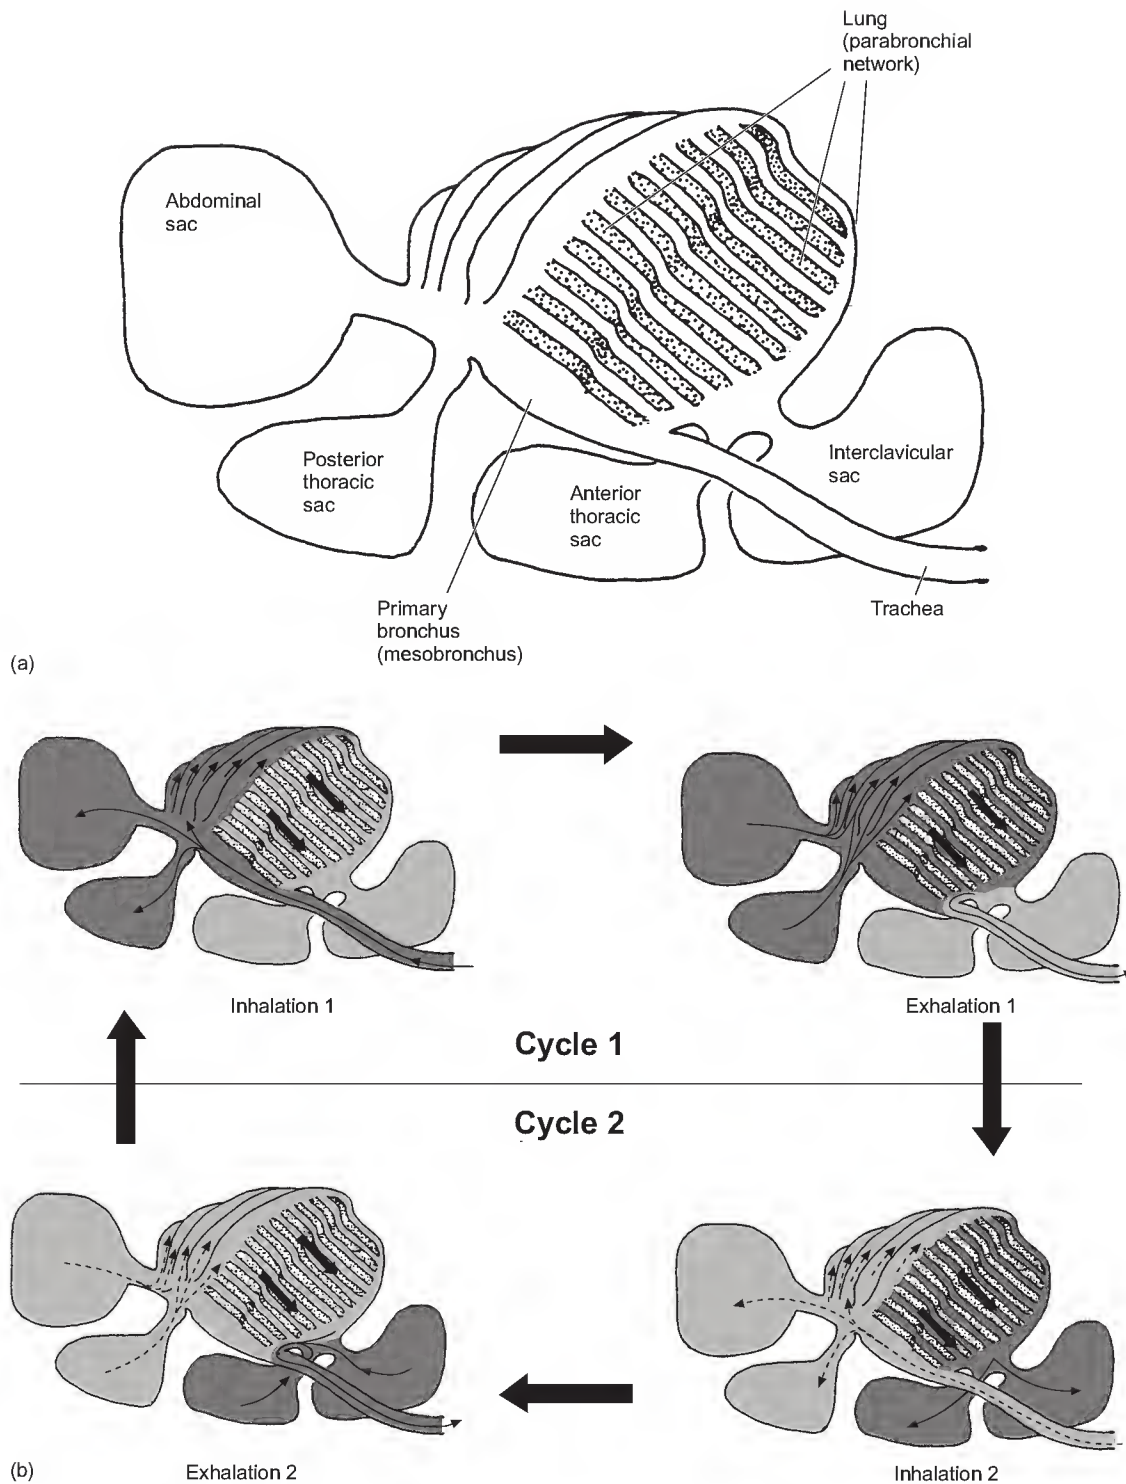 Lung
(parabronchial
network)
Abdominal
sac
Posterior
thoracic
sac
Anterior
thoracic
sac
Interclavicular
sac
Primary
bronchus
(mesobronchus)
Trachea
(a)
Inhalation 1
Exhalation 1
Cycle 1
Cycle 2
(b)
Exhalation 2
Inhalation 2